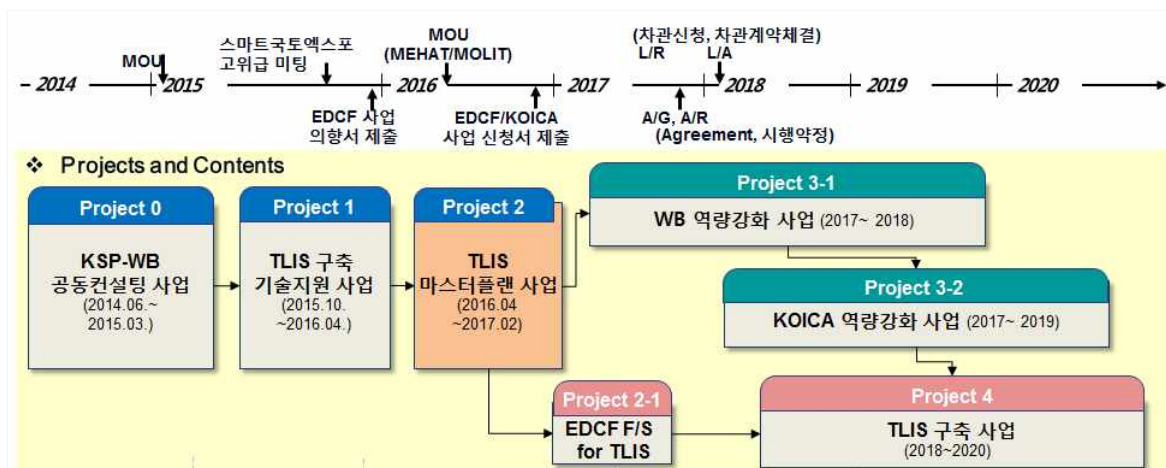 MOU
스마트국토엑스포
고위급 미팅
MOU
(MEHAT/MOLIT)
(차관신청, 차관계약체결)
L/R L/A
2014 2015 2016 2017 2018 2019 2020
EDCF 사업
의향서 제출
EDCF/KOICA
사업 신청서 제출
A/G, A/R
(Agreement, 시행약정)
❖ Projects and Contents
Project 0
KSP-WB
공동컨설팅 사업
(2014.06.~
2015.03.)
Project 1
TLIS 구축
기술지원 사업
(2015.10.
~2016.04.)
Project 2
TLIS
마스터플랜 사업
(2016.04
~2017.02)
Project 3-1
WB 역량강화 사업 (2017~ 2018)
Project 3-2
KOICA 역량강화 사업 (2017~ 2019)
Project 2-1
EDCF F/S
for TLIS
Project 4
TLIS 구축 사업
(2018~2020)